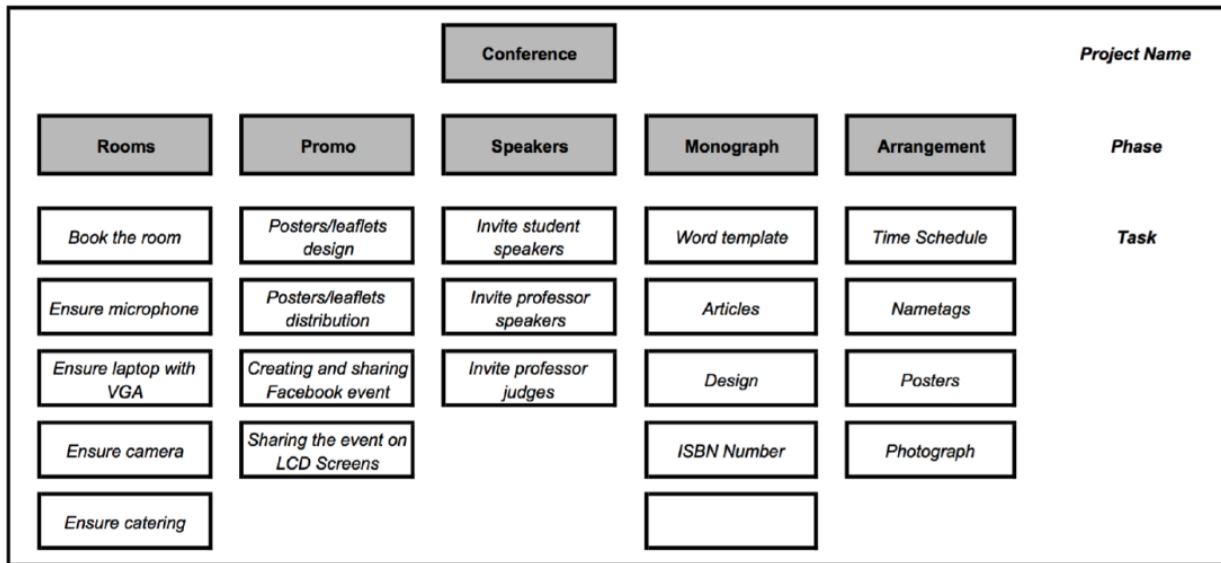 Conference
Project Name
Rooms
Promo
Speakers
Monograph
Arrangement
Phase
Book the room
Posters/leaflets
design
Invite student
speakers
Word template
Time Schedule
Task
Ensure microphone
Posters/leaflets
distribution
Invite professor
speakers
Articles
Nametags
Ensure laptop with
VGA
Creating and sharing
Facebook event
Invite professor
judges
Design
Posters
Ensure camera
Sharing the event on
LCD Screens
ISBN Number
Photograph
Ensure catering